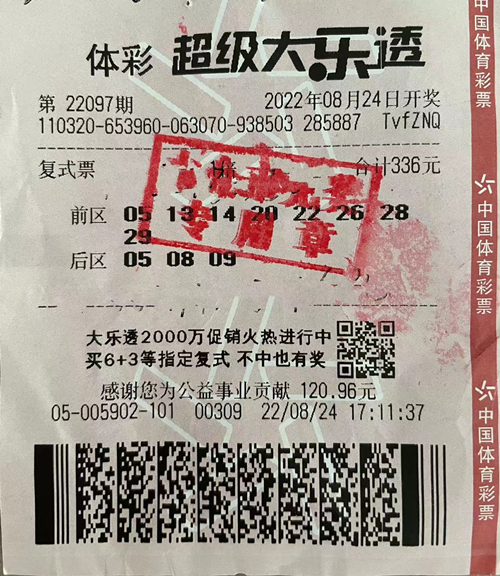 体彩 超级大乐透
第 22097期 2022年08月24日开奖
110320-653960-063070-938503 285887 TvfZNQ
复式票 1倍 合计336元
前区 05 13 14 20 22 26 28
29
后区 05 08 09
专用章
大乐透2000万促销火热进行中
买6+3等指定复式 不中也有奖
感谢您为公益事业贡献 120.96元
05-005902-101 00309 22/08/24 17:11:37
中国体育彩票
中国体育彩票
中国体育彩票